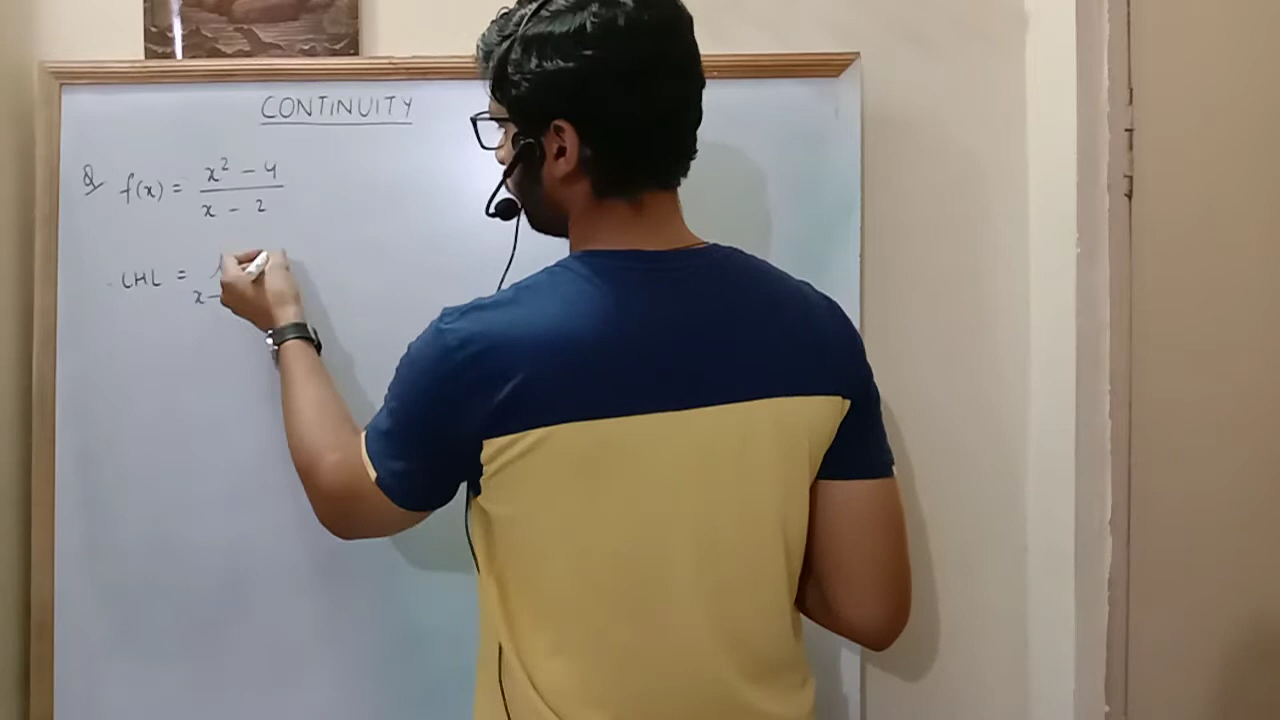 CONTINUITY
Q f(x) = x² - 4
x - 2
LHL =
x